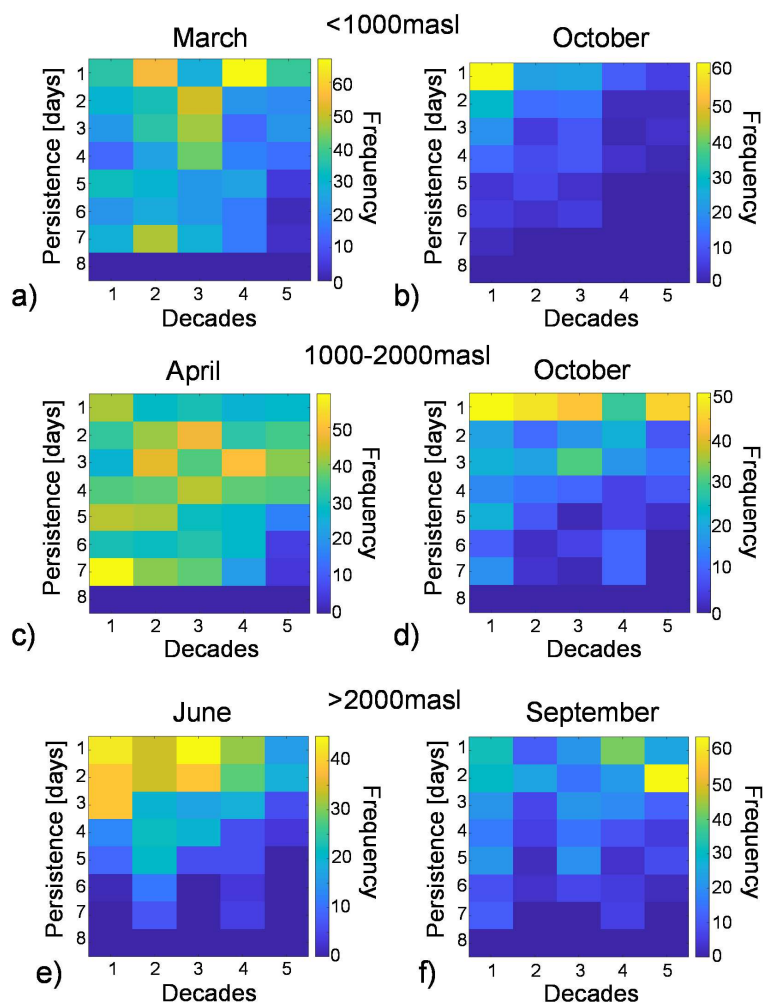 <1000masl
March
October
Persistence [days]
1
2
3
4
5
6
7
8
1 2 3 4 5
Decades
60
50
40
30
20
10
0
Frequency
a)
Persistence [days]
1
2
3
4
5
6
7
8
1 2 3 4 5
Decades
60
50
40
30
20
10
0
Frequency
b)
1000-2000masl
April
October
Persistence [days]
1
2
3
4
5
6
7
8
1 2 3 4 5
Decades
50
40
30
20
10
0
Frequency
c)
Persistence [days]
1
2
3
4
5
6
7
8
1 2 3 4 5
Decades
50
40
30
20
10
0
Frequency
d)
>2000masl
June
September
Persistence [days]
1
2
3
4
5
6
7
8
1 2 3 4 5
Decades
40
30
20
10
0
Frequency
e)
Persistence [days]
1
2
3
4
5
6
7
8
1 2 3 4 5
Decades
60
50
40
30
20
10
0
Frequency
f)